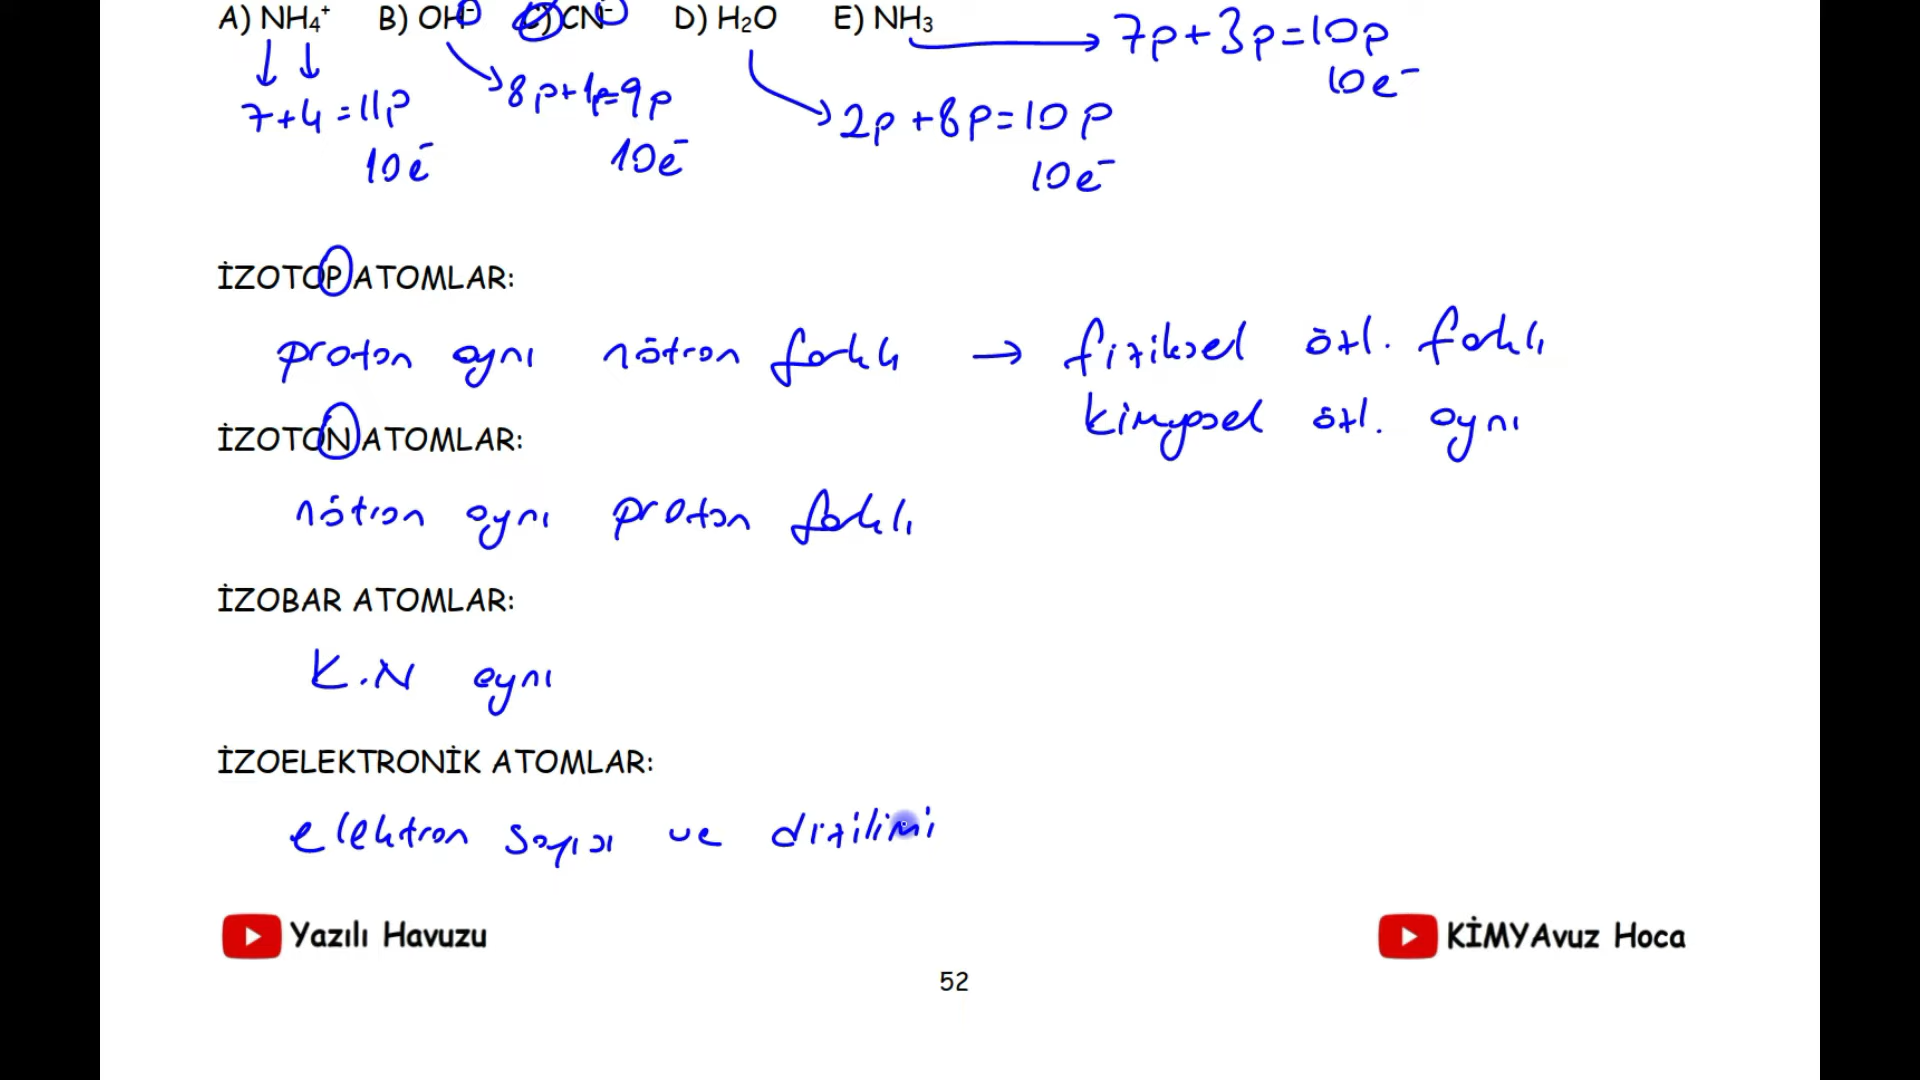 A) NH₄⁺ B) OH⁻ C) CN⁻ D) H₂O E) NH₃
7p+3p=10p
10e⁻
7+4=11p
10e⁻
8p+1p=9p
10e⁻
2p+8p=10p
10e⁻
İZOTOP ATOMLAR:
proton aynı nötron farklı → fiziksel özl. farklı
kimyasal özl. aynı
İZOTON ATOMLAR:
nötron aynı proton farklı
İZOBAR ATOMLAR:
K.N aynı
İZOELEKTRONİK ATOMLAR:
elektron sayısı ve dizilimi
Yazılı Havuzu
KİMYAvuz Hoca
52